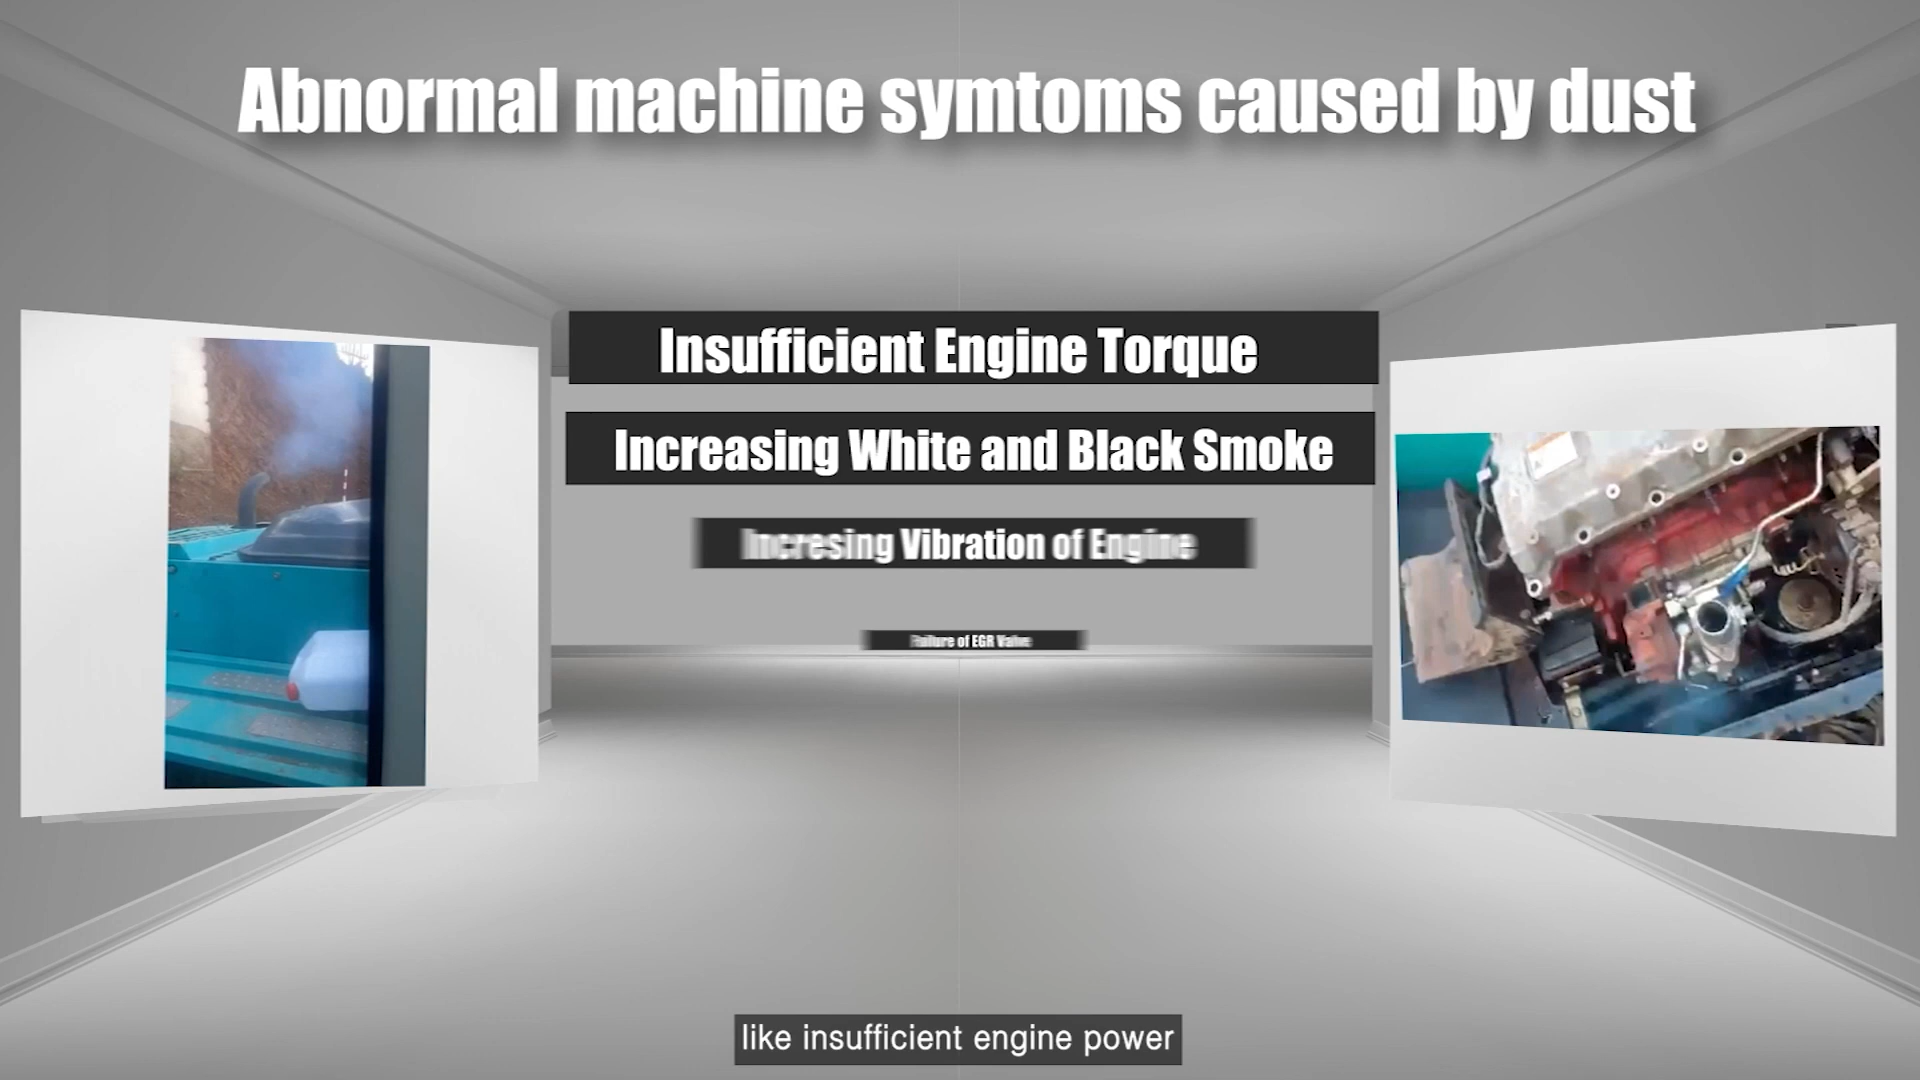 Abnormal machine symtoms caused by dust
Insufficient Engine Torque
Increasing White and Black Smoke
Incresing Vibration of Engine
Failure of EGR Valve
like insufficient engine power